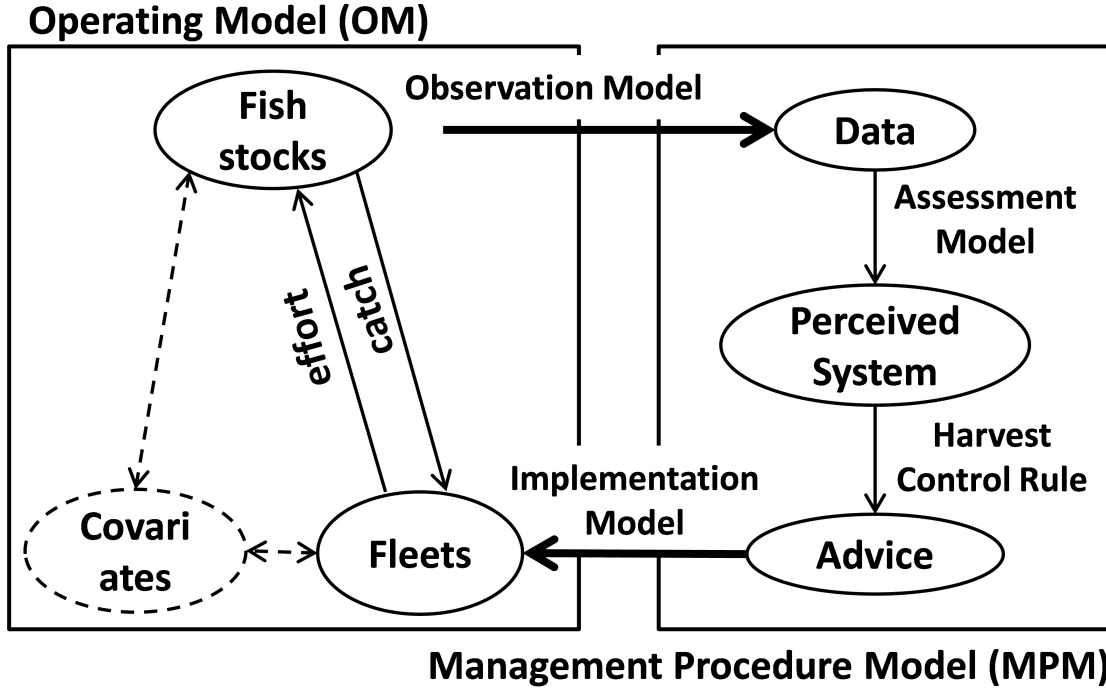 Operating Model (OM)
Observation Model
Fish
stocks
Data
Assessment
Model
effort
catch
Perceived
System
Harvest
Control Rule
Implementation
Model
Covari
ates
Fleets
Advice
Management Procedure Model (MPM)